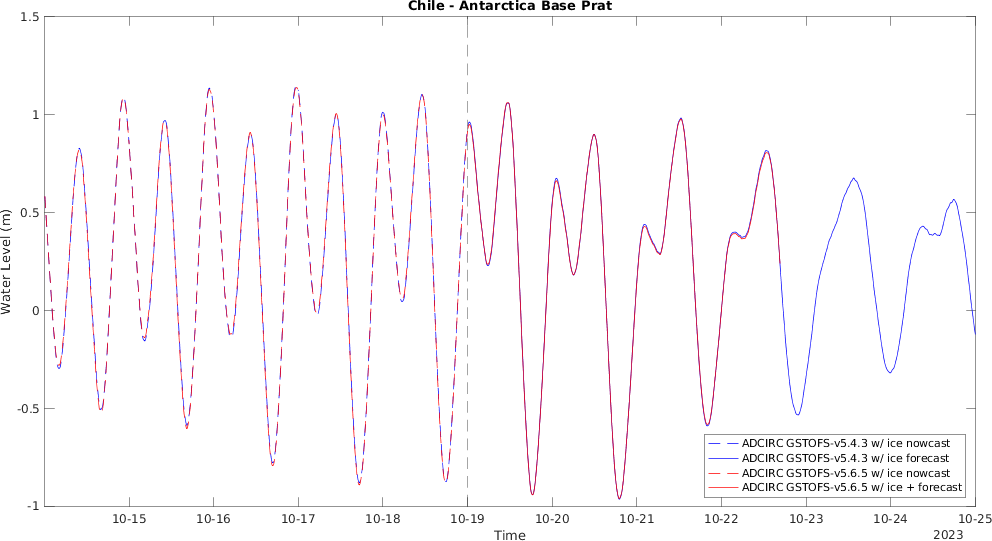 Chile - Antarctica Base Prat
Water Level (m)
1.5
1
0.5
0
-0.5
-1
10-15
10-16
10-17
10-18
10-19
10-20
10-21
10-22
10-23
10-24
10-25
Time
2023
ADCIRC GSTOFS-v5.4.3 w/ ice nowcast
ADCIRC GSTOFS-v5.4.3 w/ ice forecast
ADCIRC GSTOFS-v5.6.5 w/ ice nowcast
ADCIRC GSTOFS-v5.6.5 w/ ice + forecast